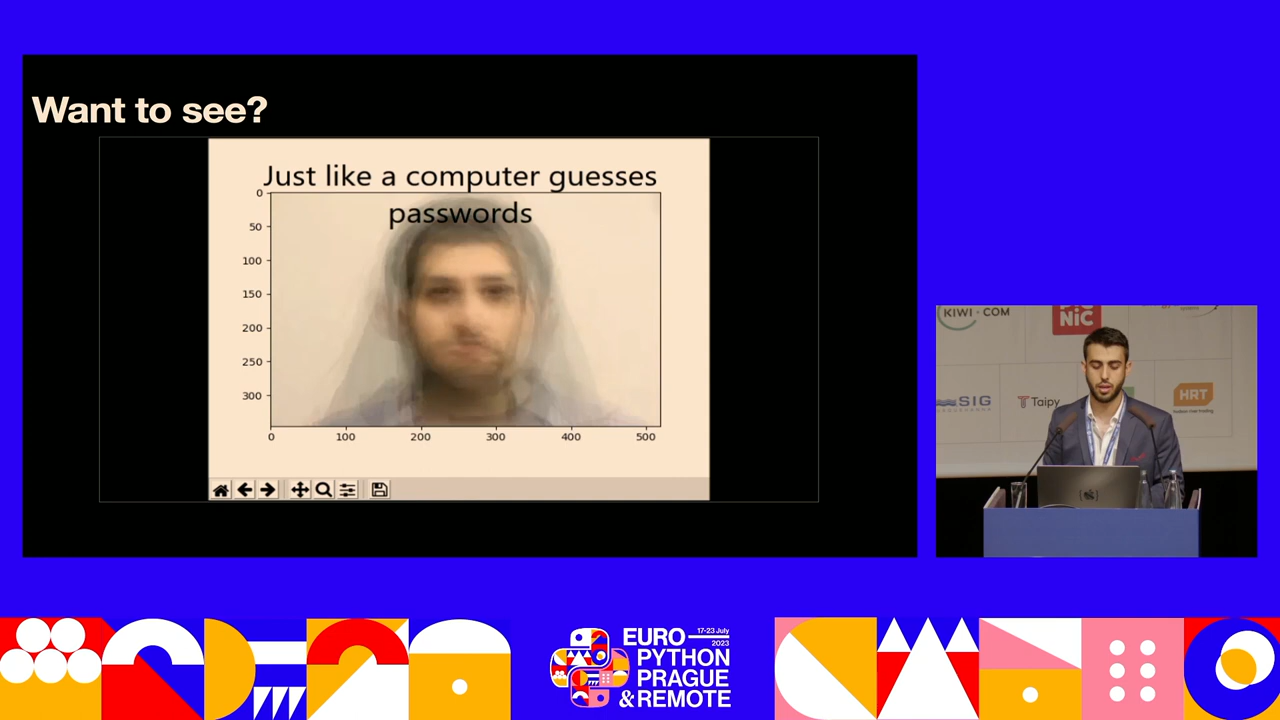 Want to see?
Just like a computer guesses
passwords
0
50
100
150
200
250
300
0
100
200
300
400
500
KIWI.COM
NiC
SIG
Taipy
HRT
EURO
17-23 July
2023
PYTHON
PRAGUE
&REMOTE